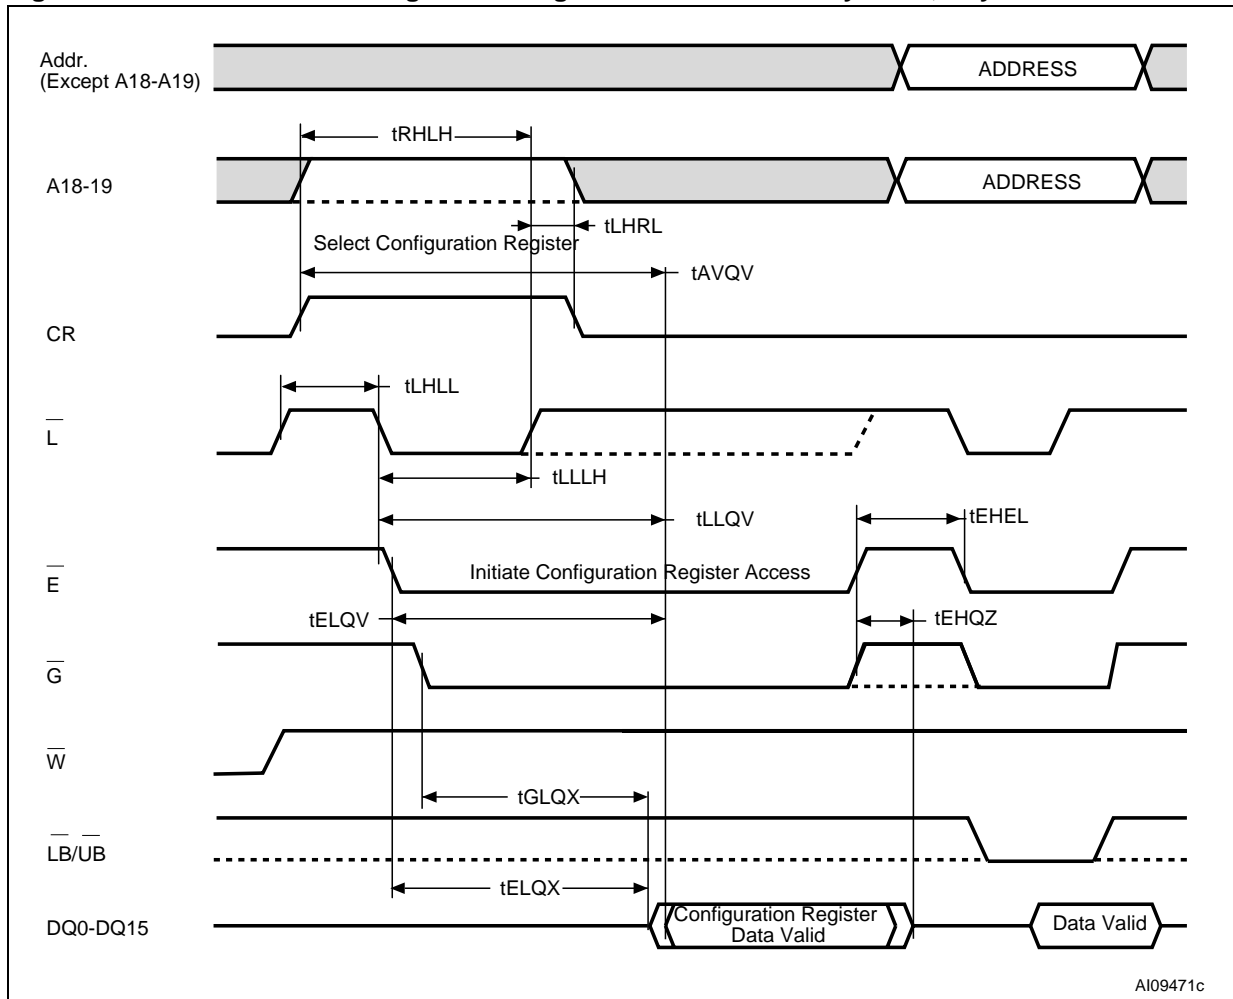 Addr.
(Except A18-A19)
ADDRESS
tRHLH
A18-19
ADDRESS
tLHRL
Select Configuration Register
tAVQV
CR
tLHLL
L
tLLLH
tLLQV
tEHEL
E
Initiate Configuration Register Access
tELQV
tEHQZ
G
W
tGLQX
LB/UB
tELQX
DQ0-DQ15
Configuration Register
Data Valid
Data Valid
AI09471c